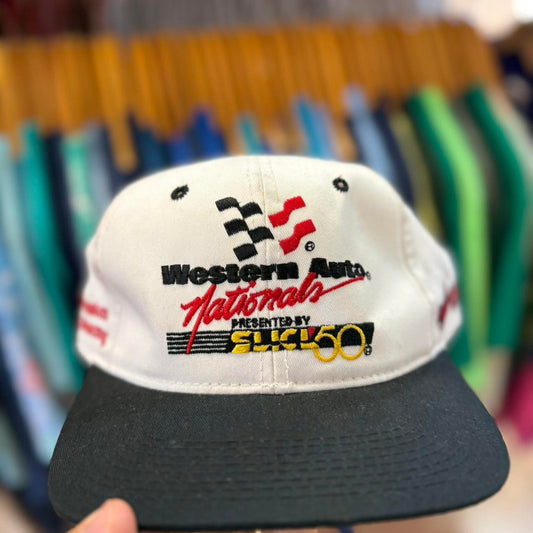 Western Auto®
Nationals
PRESENTED BY
SLICK 50®